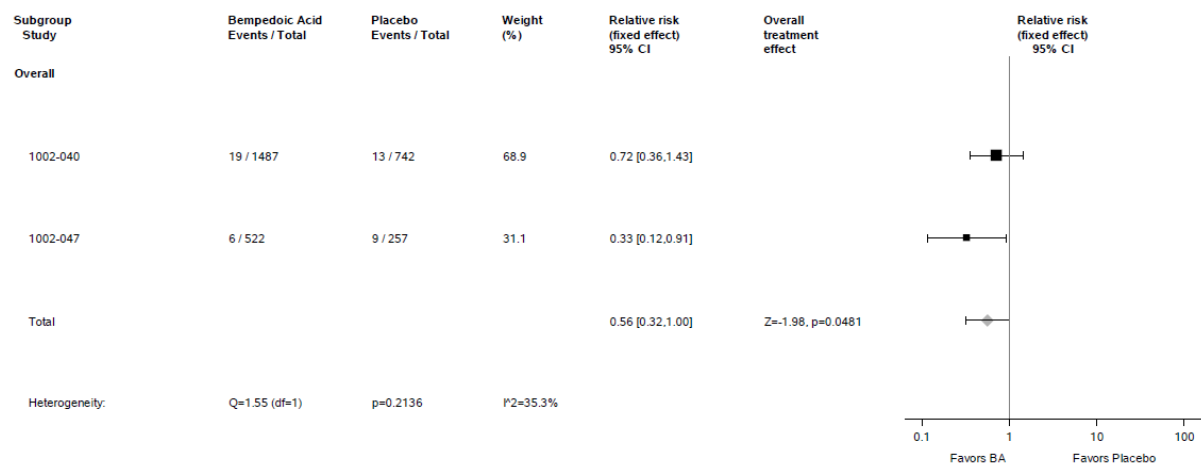 Subgroup Bempedoic Acid Placebo Weight Relative risk Overall Relative risk
Study Events / Total Events / Total (%) (fixed effect) treatment (fixed effect)
95% CI effect 95% CI
Overall
1002-040 19 / 1487 13 / 742 68.9 0.72 [0.36,1.43]
1002-047 6 / 522 9 / 257 31.1 0.33 [0.12,0.91]
Total 0.56 [0.32,1.00] Z=-1.98, p=0.0481
Heterogeneity: Q=1.55 (df=1) p=0.2136 I^2=35.3%
0.1 1 10 100
Favors BA Favors Placebo